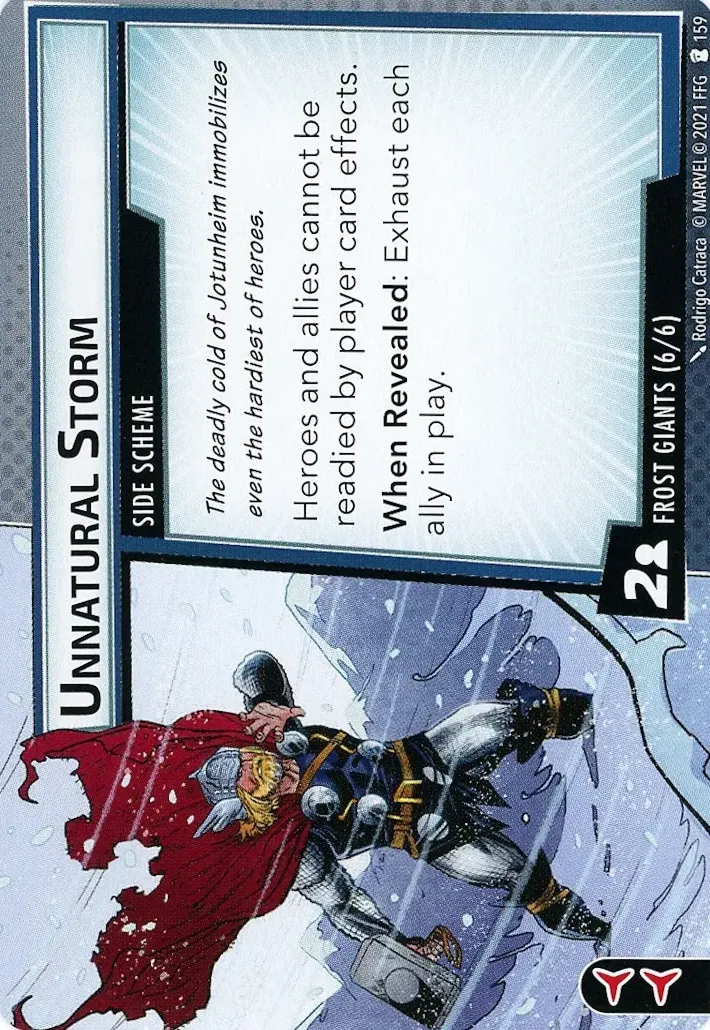 UNNATURAL STORM
SIDE SCHEME
The deadly cold of Jotunheim immobilizes
even the hardiest of heroes.
Heroes and allies cannot be
readied by player card effects.
When Revealed: Exhaust each
ally in play.
2
FROST GIANTS (6/6)
Rodrigo Catraca © MARVEL © 2021 FFG 159